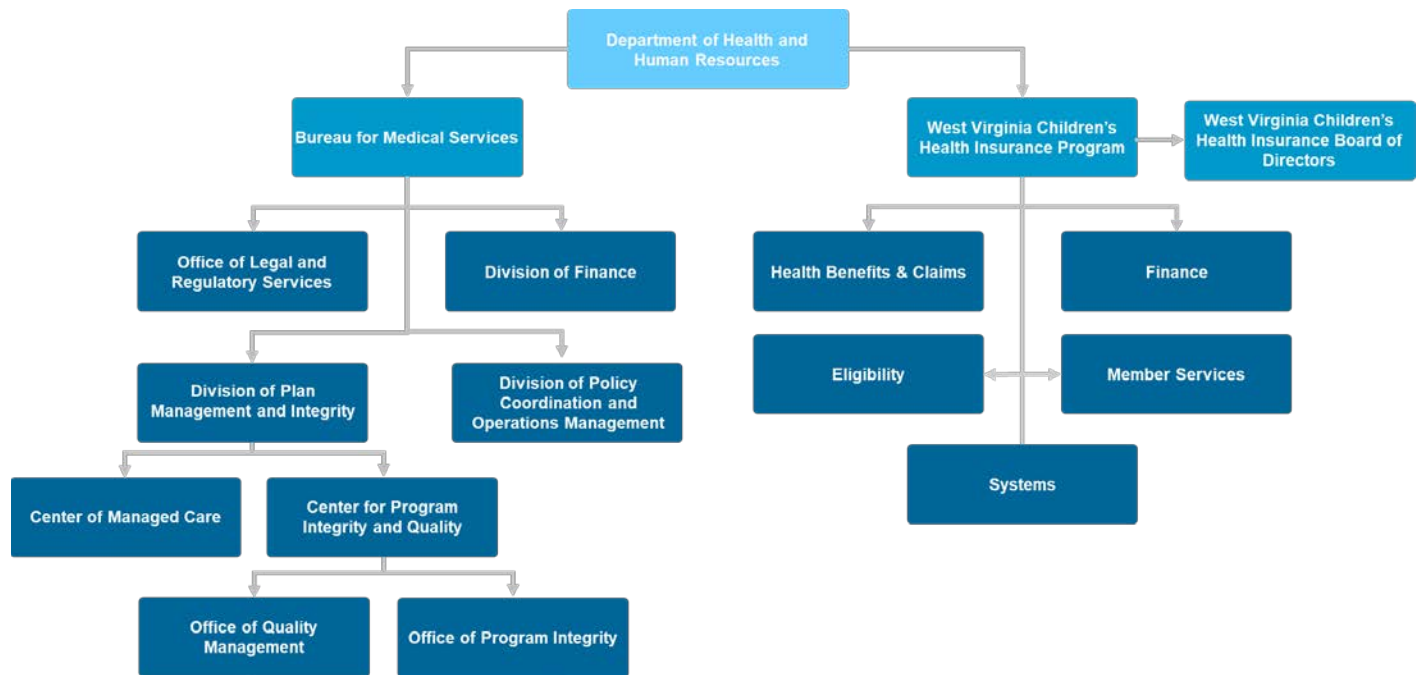 Department of Health and
Human Resources
Bureau for Medical Services
West Virginia Children's
Health Insurance Program
West Virginia Children's
Health Insurance Board of
Directors
Office of Legal and
Regulatory Services
Division of Finance
Health Benefits & Claims
Finance
Division of Plan
Management and Integrity
Division of Policy
Coordination and
Operations Management
Eligibility
Member Services
Center of Managed Care
Center for Program
Integrity and Quality
Systems
Office of Quality
Management
Office of Program Integrity